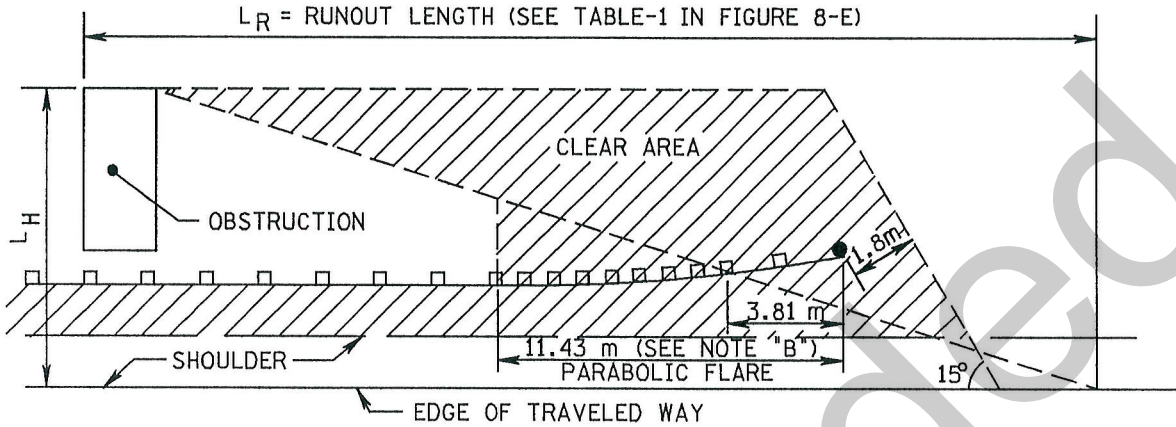 L R = RUNOUT LENGTH (SEE TABLE-1 IN FIGURE 8-E)
CLEAR AREA
OBSTRUCTION
L H
1.8m
3.81 m
11.43 m (SEE NOTE "B")
PARABOLIC FLARE
SHOULDER
15°
EDGE OF TRAVELED WAY
ded